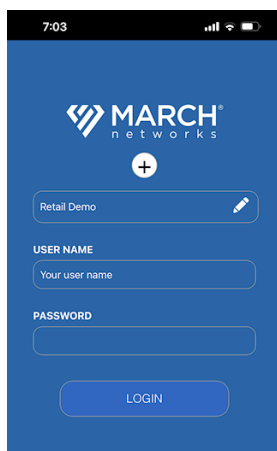 7:03
MARCH®
networks
+
Retail Demo
USER NAME
Your user name
PASSWORD
LOGIN